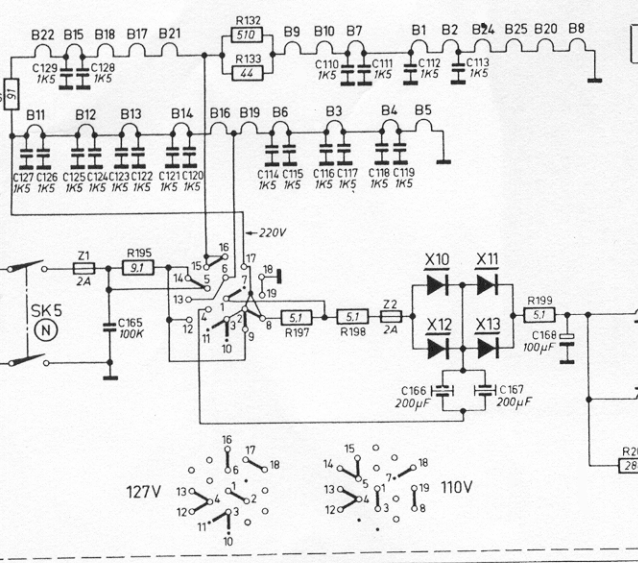 B22 B15 B18 B17 B21
R132
510
R133
44
B9 B10 B7
B1 B2 B24 B25 B20 B8
C129
1K5
C128
1K5
C110
1K5
C111
1K5
C112
1K5
C113
1K5
91
B11 B12 B13 B14 B16 B19 B6 B3 B4 B5
C127
1K5
C126
1K5
C125
1K5
C124
1K5
C123
1K5
C122
1K5
C121
1K5
C120
1K5
C114
1K5
C115
1K5
C116
1K5
C117
1K5
C118
1K5
C119
1K5
220V
Z1
2A
R195
9.1
SK5
N
C165
100K
15 16 17 18
14 5 6 7 19
13 1
12 4 3 2 8
11 10 9
5.1
R197
5.1
R198
Z2
2A
X10 X11
X12 X13
R199
5.1
C168
100µF
C166
200µF
C167
200µF
127V
16 17 18
6
13 1
4 2
12 3
11
10
110V
15
14 5 7 18
13 1 19
4
12 3 8
R20
28